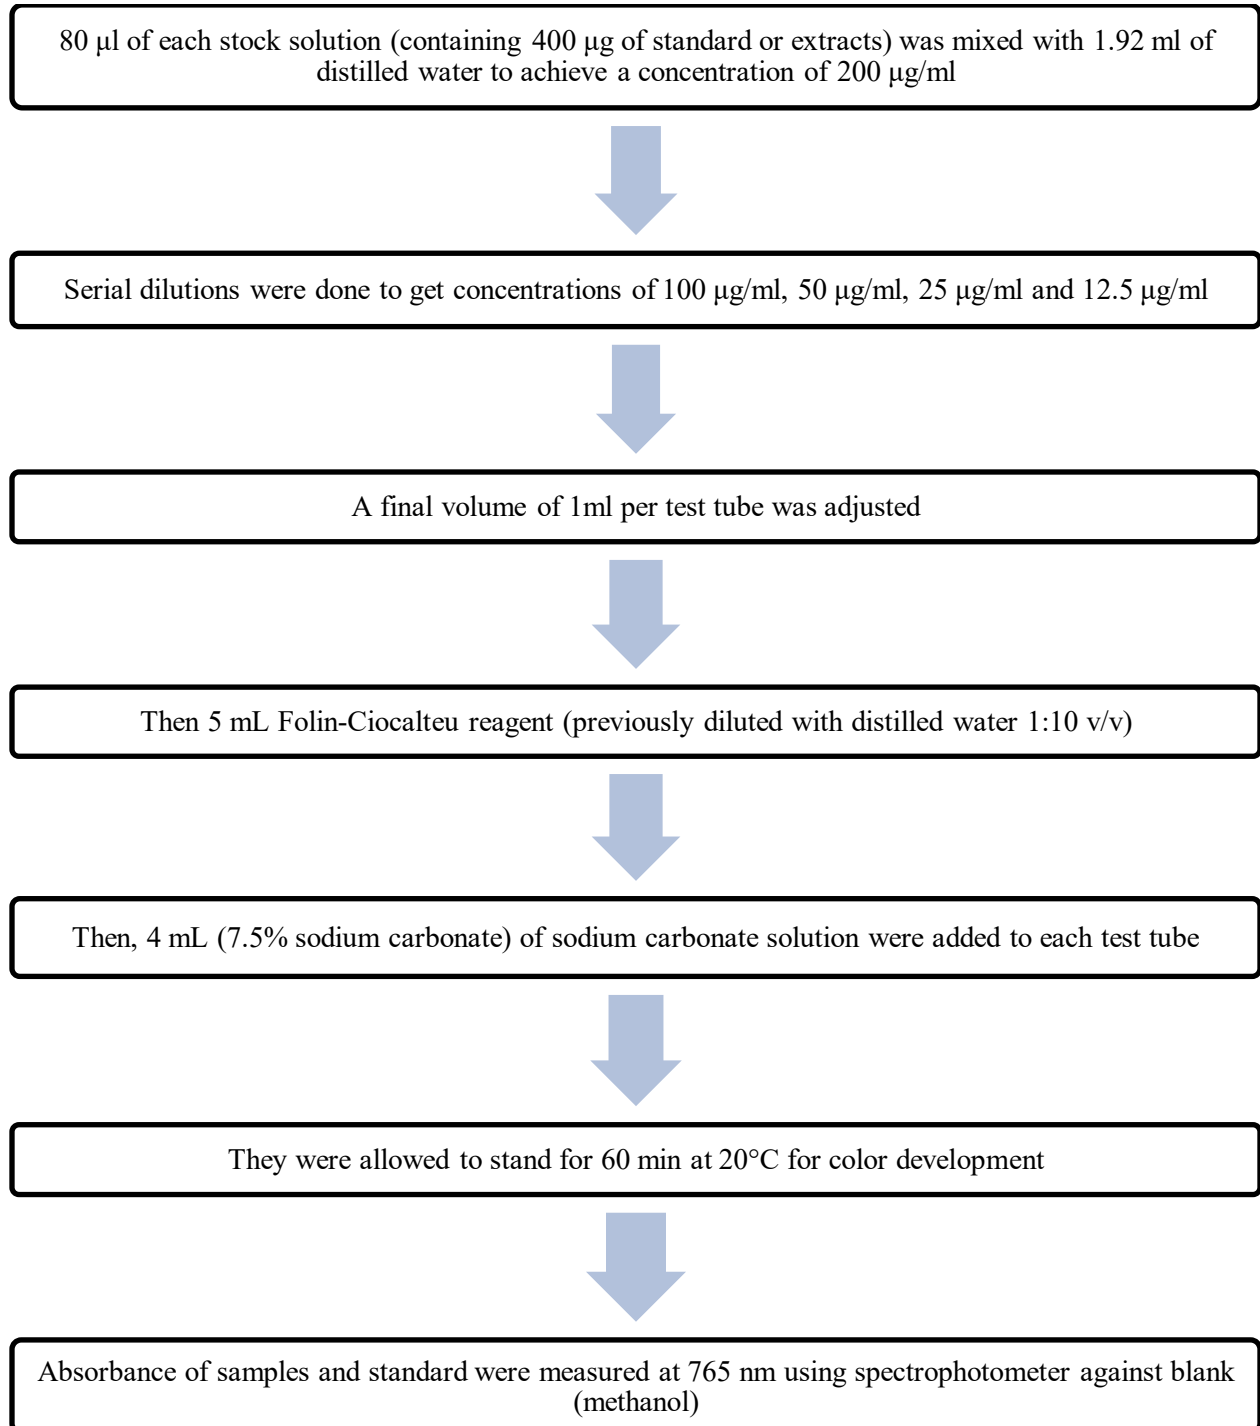 80 μl of each stock solution (containing 400 μg of standard or extracts) was mixed with 1.92 ml of
distilled water to achieve a concentration of 200 μg/ml
Serial dilutions were done to get concentrations of 100 μg/ml, 50 μg/ml, 25 μg/ml and 12.5 μg/ml
A final volume of 1ml per test tube was adjusted
Then 5 mL Folin-Ciocalteu reagent (previously diluted with distilled water 1:10 v/v)
Then, 4 mL (7.5% sodium carbonate) of sodium carbonate solution were added to each test tube
They were allowed to stand for 60 min at 20°C for color development
Absorbance of samples and standard were measured at 765 nm using spectrophotometer against blank
(methanol)